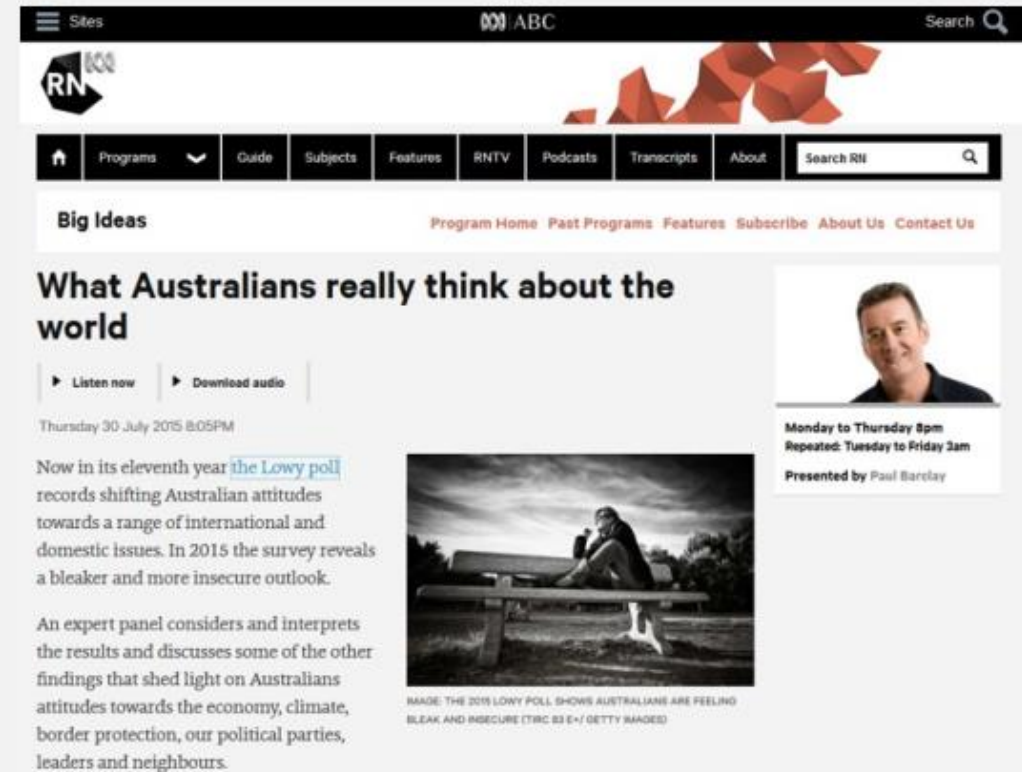 Sites
ABC
Search
RN
Programs
Guide
Subjects
Features
RNTV
Podcasts
Transcripts
About
Search RN
Big Ideas
Program Home Past Programs Features Subscribe About Us Contact Us
What Australians really think about the
world
Listen now
Download audio
Thursday 30 July 2015 8:05PM
Now in its eleventh year the Lowy poll
records shifting Australian attitudes
towards a range of international and
domestic issues. In 2015 the survey reveals
a bleaker and more insecure outlook.
An expert panel considers and interprets
the results and discusses some of the other
findings that shed light on Australians
attitudes towards the economy, climate,
border protection, our political parties,
leaders and neighbours.
IMAGE: THE 2015 LOWY POLL SHOWS AUSTRALIANS ARE FEELING
BLEAK AND INSECURE (TIRC 83 E+/ GETTY IMAGES)
Monday to Thursday 8pm
Repeated: Tuesday to Friday 3am
Presented by Paul Barclay